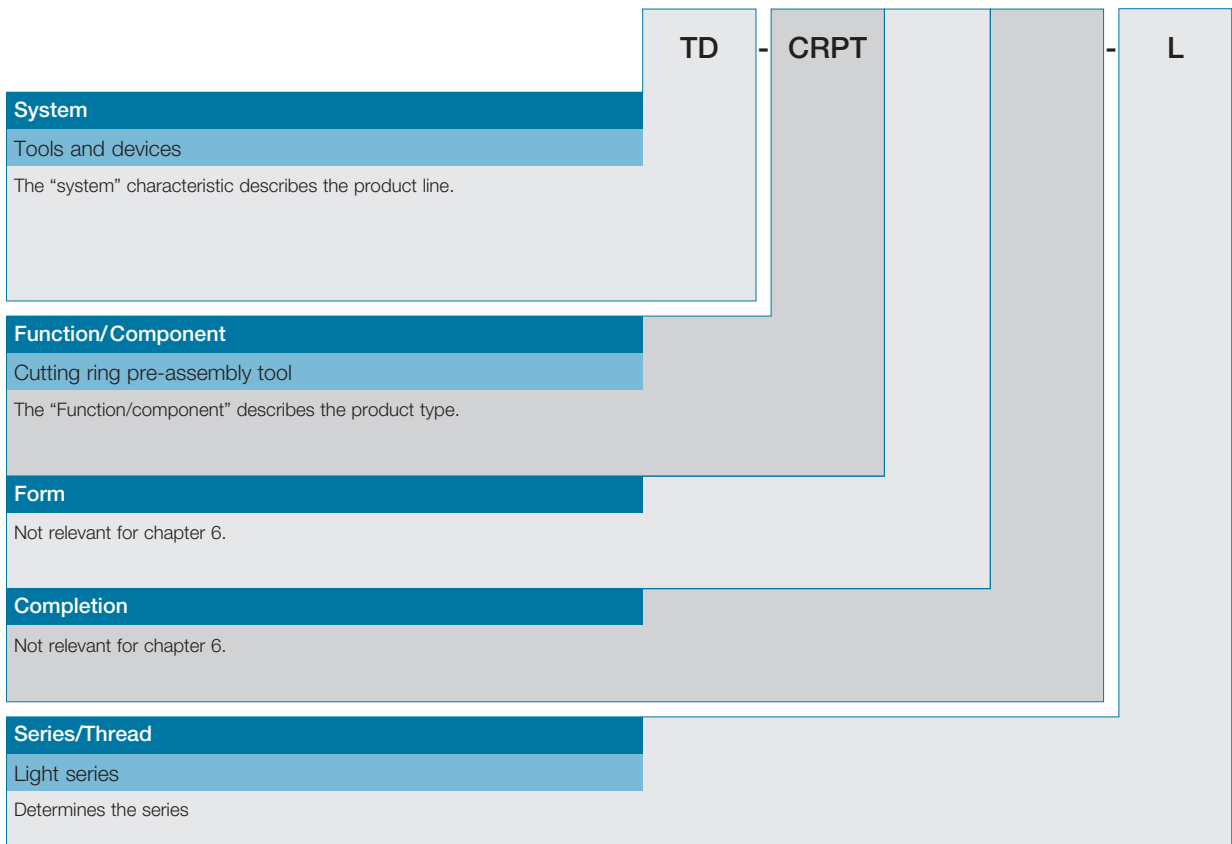 TD - CRPT - L
System
Tools and devices
The “system” characteristic describes the product line.
Function/Component
Cutting ring pre-assembly tool
The “Function/component” describes the product type.
Form
Not relevant for chapter 6.
Completion
Not relevant for chapter 6.
Series/Thread
Light series
Determines the series